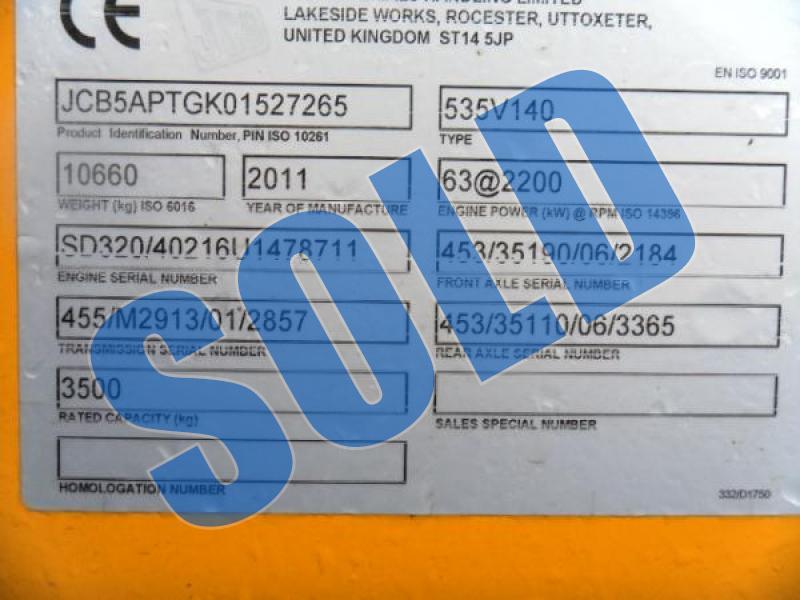 CE
LAKESIDE WORKS, ROCESTER, UTTOXETER,
UNITED KINGDOM ST14 5JP
EN ISO 9001
JCB5APTGK01527265
Product Identification Number, PIN ISO 10261
535V140
TYPE
10660
WEIGHT (kg) ISO 6016
2011
YEAR OF MANUFACTURE
63@2200
ENGINE POWER (kW) @ RPM ISO 14396
SD320/40216U1478711
ENGINE SERIAL NUMBER
453/35190/06/2184
FRONT AXLE SERIAL NUMBER
455/M2913/01/2857
TRANSMISSION SERIAL NUMBER
453/35110/06/3365
REAR AXLE SERIAL NUMBER
3500
RATED CAPACITY (kg)
SALES SPECIAL NUMBER
HOMOLOGATION NUMBER
332/D1750
SOLD